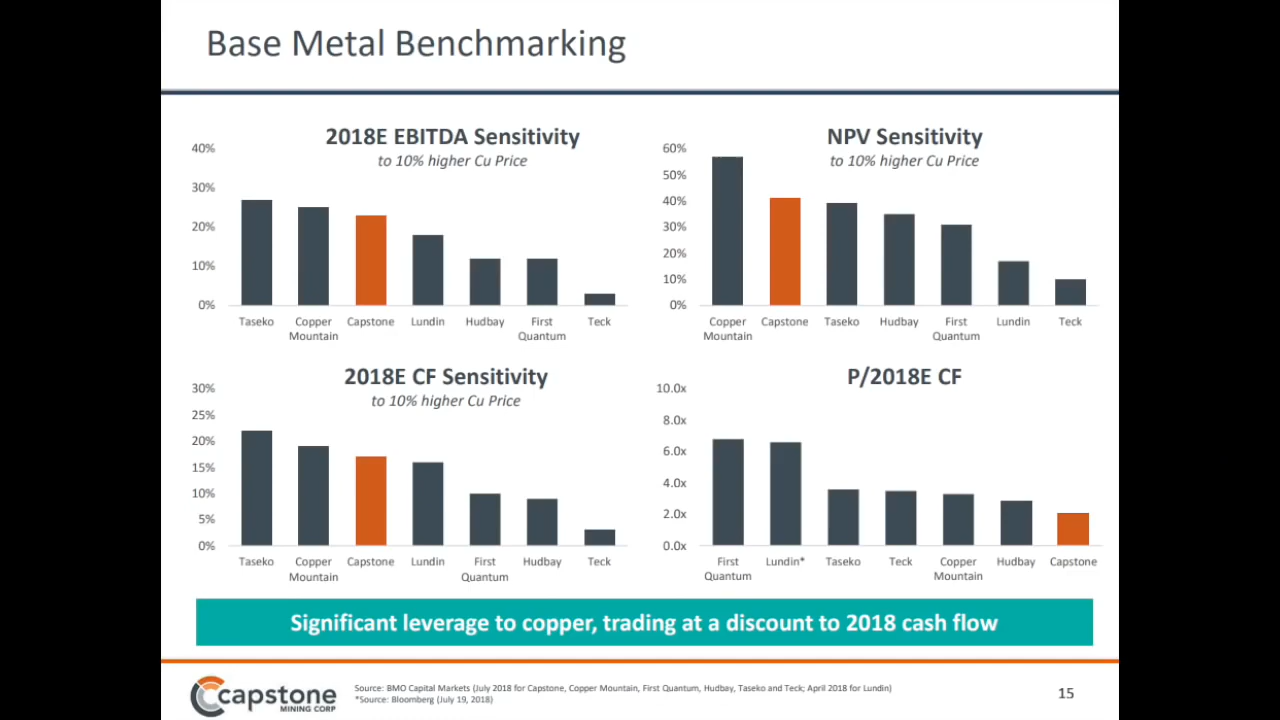 Base Metal Benchmarking
2018E EBITDA Sensitivity
to 10% higher Cu Price
40%
30%
20%
10%
0%
Taseko
Copper
Mountain
Capstone
Lundin
Hudbay
First
Quantum
Teck
NPV Sensitivity
to 10% higher Cu Price
60%
50%
40%
30%
20%
10%
0%
Copper
Mountain
Capstone
Taseko
Hudbay
First
Quantum
Lundin
Teck
2018E CF Sensitivity
to 10% higher Cu Price
30%
25%
20%
15%
10%
5%
0%
Taseko
Copper
Mountain
Capstone
Lundin
First
Quantum
Hudbay
Teck
P/2018E CF
10.0x
8.0x
6.0x
4.0x
2.0x
0.0x
First
Quantum
Lundin*
Taseko
Teck
Copper
Mountain
Hudbay
Capstone
Significant leverage to copper, trading at a discount to 2018 cash flow
capstone
MINING CORP
Source: BMO Capital Markets (July 2018 for Capstone, Copper Mountain, First Quantum, Hudbay, Taseko and Teck; April 2018 for Lundin)
*Source: Bloomberg (July 19, 2018)
15